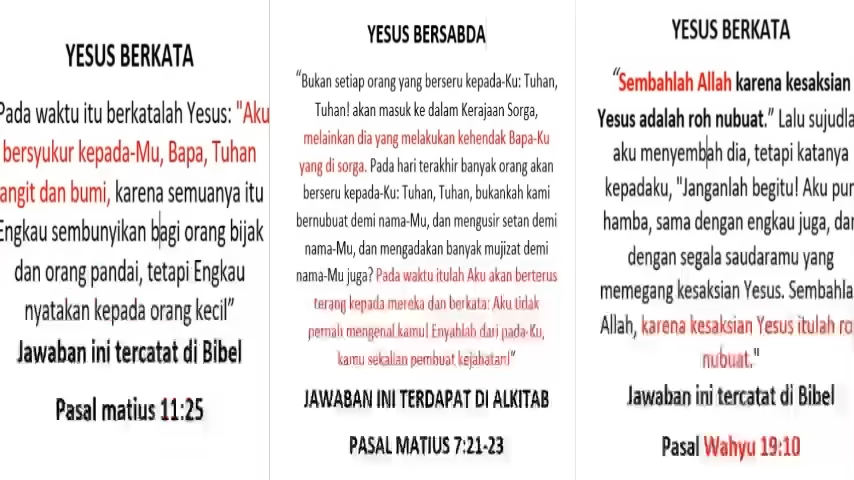 YESUS BERKATA
Pada waktu itu berkatalah Yesus: "Aku
bersyukur kepada-Mu, Bapa, Tuhan
angit dan bumi, karena semuanya itu
Engkau sembunyikan bagi orang bijak
dan orang pandai, tetapi Engkau
nyatakan kepada orang kecil”
Jawaban ini tercatat di Bibel
Pasal matius 11:25
YESUS BERSABDA
“Bukan setiap orang yang berseru kepada-Ku: Tuhan,
Tuhan! akan masuk ke dalam Kerajaan Sorga,
melainkan dia yang melakukan kehendak Bapa-Ku
yang di sorga. Pada hari terakhir banyak orang akan
berseru kepada-Ku: Tuhan, Tuhan, bukankah kami
bernubuat demi nama-Mu, dan mengusir setan demi
nama-Mu, dan mengadakan banyak mujizat demi
nama-Mu juga? Pada waktu itulah Aku akan berterus
terang kepada mereka dan berkata: Aku tidak
pernah mengenal kamu! Enyahlah dari pada-Ku,
kamu sekalian pembuat kejahatan!”
JAWABAN INI TERDAPAT DI ALKITAB
PASAL MATIUS 7:21-23
YESUS BERKATA
“Sembahlah Allah karena kesaksian
Yesus adalah roh nubuat.” Lalu sujudla
aku menyembah dia, tetapi katanya
kepadaku, "Janganlah begitu! Aku pun
hamba, sama dengan engkau juga, dan
dengan segala saudaramu yang
memegang kesaksian Yesus. Sembahla
Allah, karena kesaksian Yesus itulah ro
nubuat."
Jawaban ini tercatat di Bibel
Pasal Wahyu 19:10